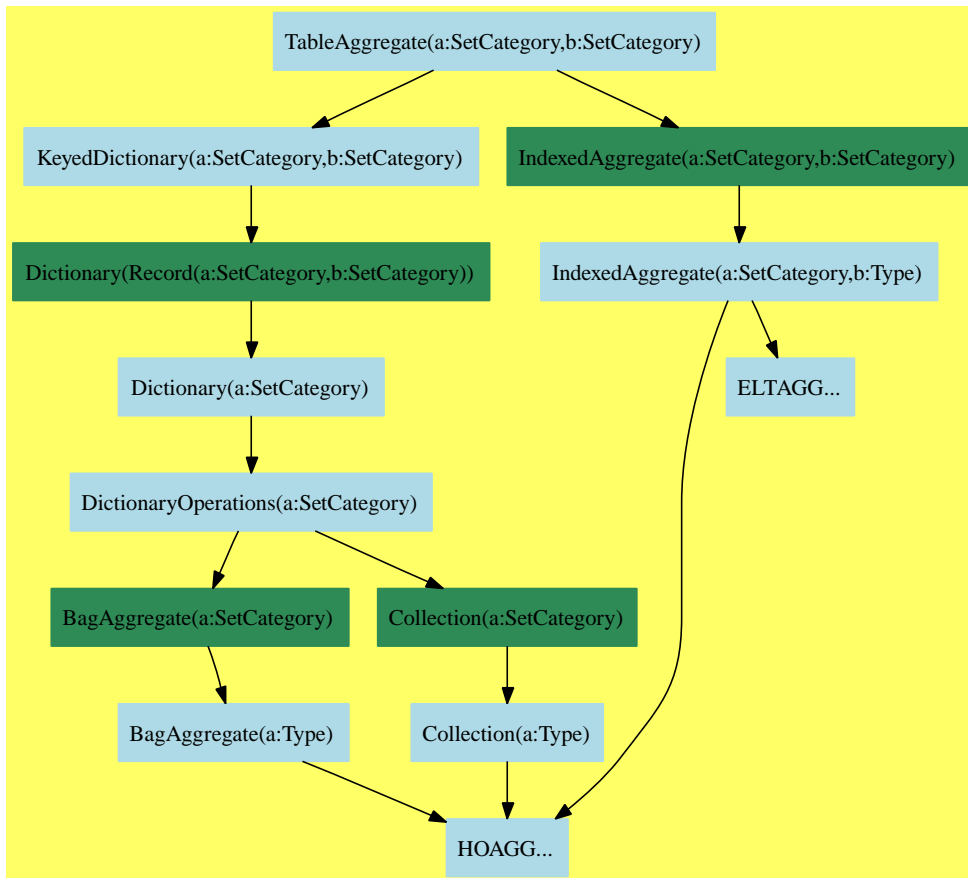 TableAggregate(a:SetCategory,b:SetCategory)
KeyedDictionary(a:SetCategory,b:SetCategory)
IndexedAggregate(a:SetCategory,b:SetCategory)
Dictionary(Record(a:SetCategory,b:SetCategory))
IndexedAggregate(a:SetCategory,b:Type)
Dictionary(a:SetCategory)
ELTAGG...
DictionaryOperations(a:SetCategory)
BagAggregate(a:SetCategory)
Collection(a:SetCategory)
BagAggregate(a:Type)
Collection(a:Type)
HOAGG...